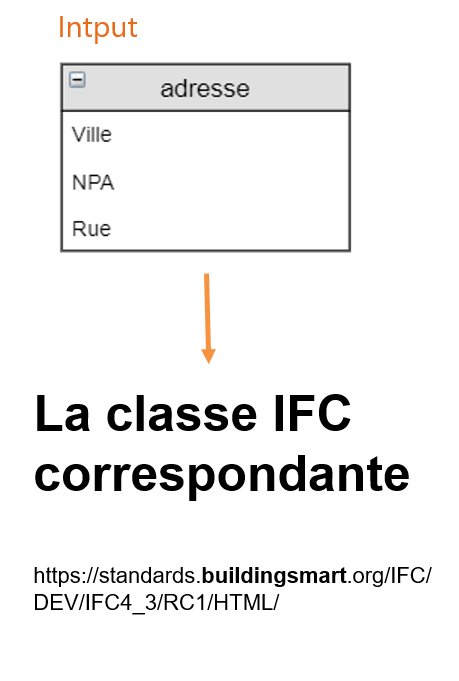 Intput
adresse
Ville
NPA
Rue
La classe IFC
correspondante
https://standards.buildingsmart.org/IFC/
DEV/IFC4_3/RC1/HTML/